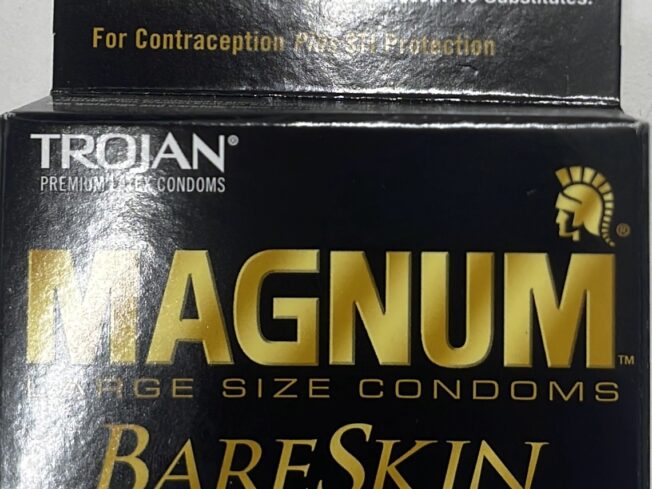 No Substitutes.
For Contraception Plus STI Protection
TROJAN®
PREMIUM LATEX CONDOMS
®
MAGNUM™
LARGE SIZE CONDOMS
BARESKIN